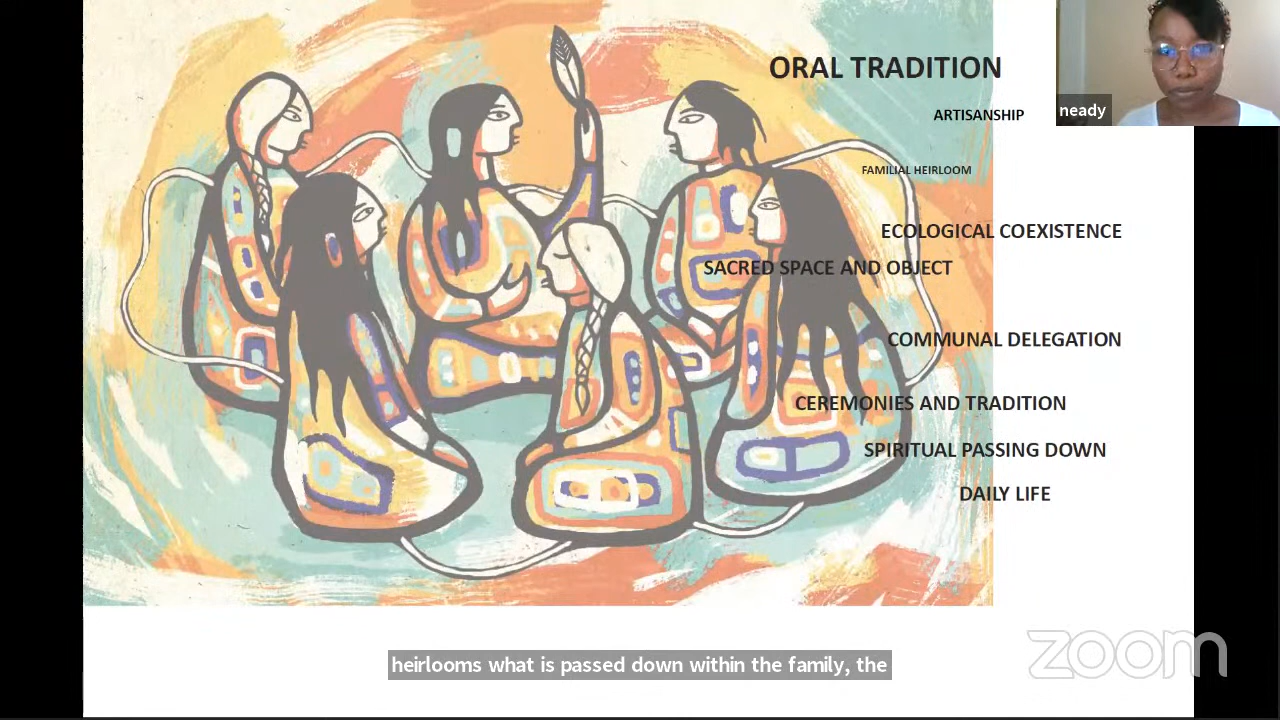 ORAL TRADITION
ARTISANSHIP
neady
FAMILIAL HEIRLOOM
ECOLOGICAL COEXISTENCE
SACRED SPACE AND OBJECT
COMMUNAL DELEGATION
CEREMONIES AND TRADITION
SPIRITUAL PASSING DOWN
DAILY LIFE
zoom
heirlooms what is passed down within the family, the